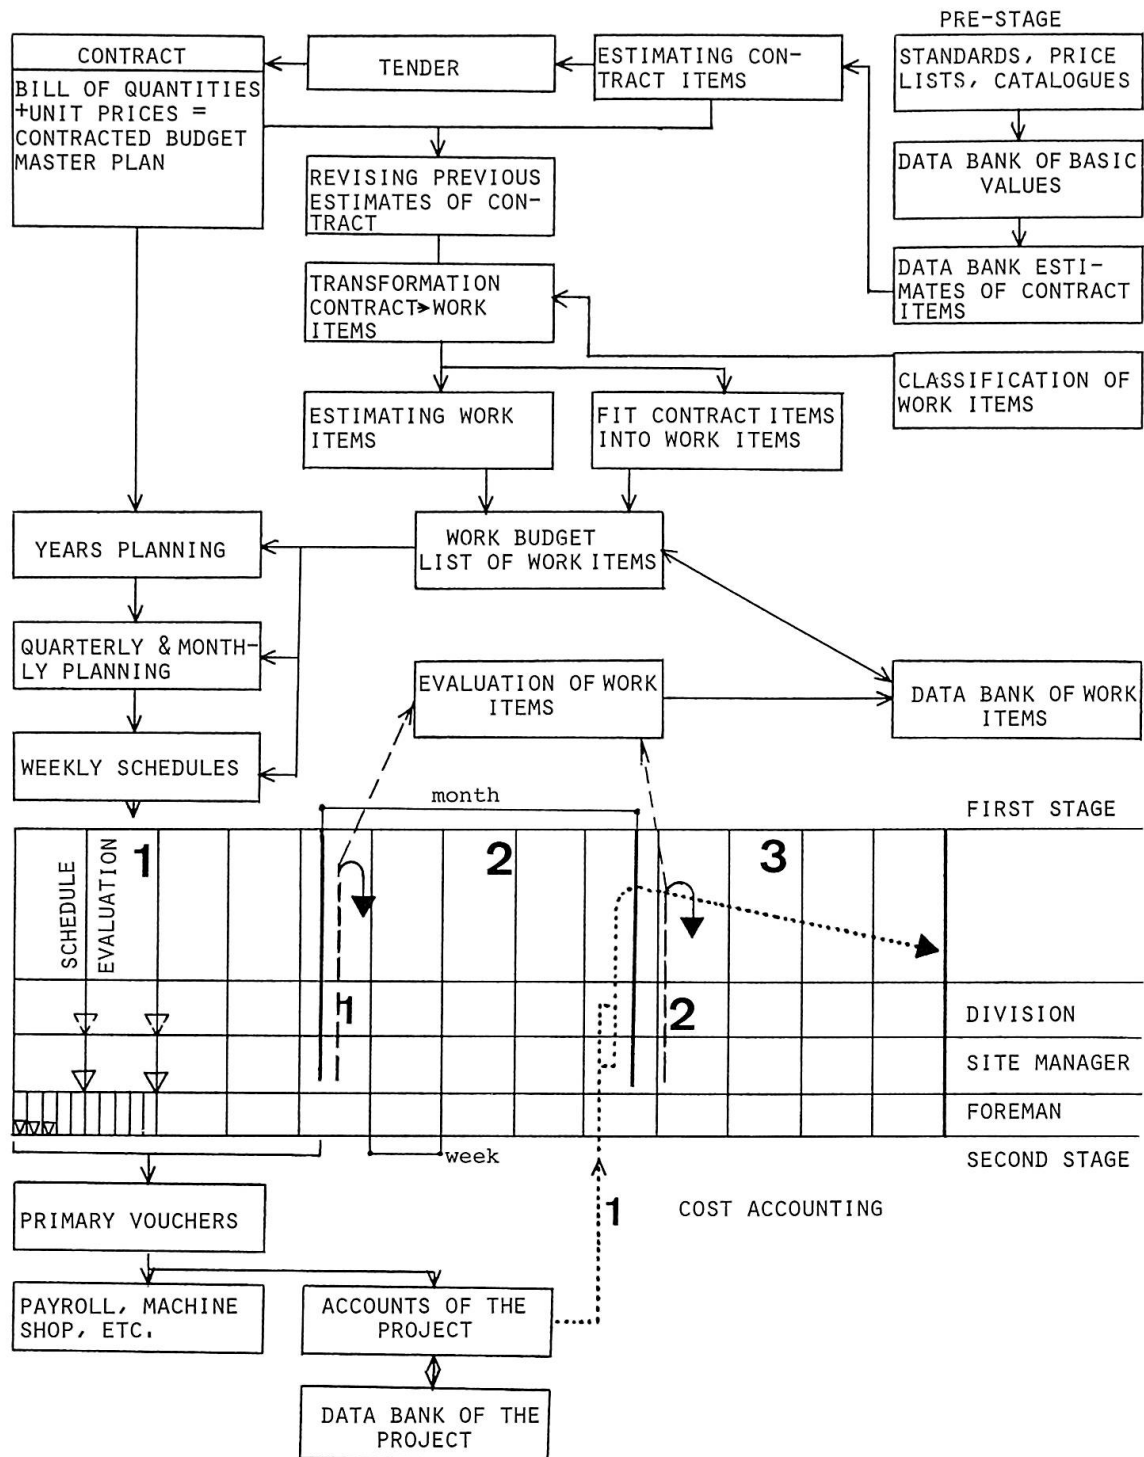 PRE-STAGE
CONTRACT
BILL OF QUANTITIES
+UNIT PRICES =
CONTRACTED BUDGET
MASTER PLAN
TENDER
ESTIMATING CON-
TRACT ITEMS
STANDARDS, PRICE
LISTS, CATALOGUES
DATA BANK OF BASIC
VALUES
REVISING PREVIOUS
ESTIMATES OF CON-
TRACT
DATA BANK ESTI-
MATES OF CONTRACT
ITEMS
TRANSFORMATION
CONTRACT➤WORK
ITEMS
CLASSIFICATION OF
WORK ITEMS
ESTIMATING WORK
ITEMS
FIT CONTRACT ITEMS
INTO WORK ITEMS
YEARS PLANNING
WORK BUDGET
LIST OF WORK ITEMS
QUARTERLY & MONTH-
LY PLANNING
EVALUATION OF WORK
ITEMS
DATA BANK OF WORK
ITEMS
WEEKLY SCHEDULES
month
FIRST STAGE
SCHEDULE
EVALUATION
1
2
3
1
2
DIVISION
SITE MANAGER
FOREMAN
week
SECOND STAGE
PRIMARY VOUCHERS
1
COST ACCOUNTING
PAYROLL, MACHINE
SHOP, ETC.
ACCOUNTS OF THE
PROJECT
DATA BANK OF THE
PROJECT